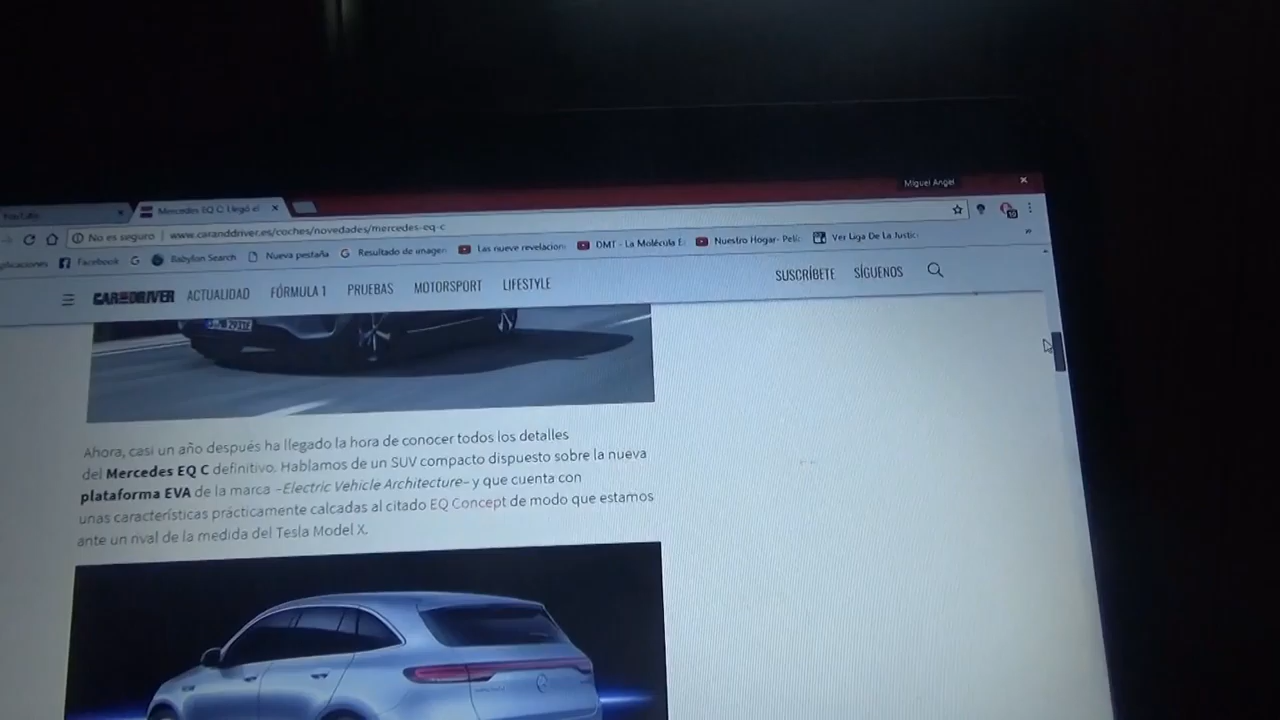 Miguel Angel
YouTube
Mercedes EQ C: Llegó el
No es seguro | www.caranddriver.es/coches/novedades/mercedes-eq-c
plicaciones Facebook Babylon Search Nueva pestaña Resultado de imagen Las nueve revelacion DMT - La Molécula E Nuestro Hogar- Pelíc Ver Liga De La Justic
CAR AND DRIVER ACTUALIDAD FÓRMULA 1 PRUEBAS MOTORSPORT LIFESTYLE SUSCRÍBETE SÍGUENOS
Ahora, casi un año después ha llegado la hora de conocer todos los detalles
del Mercedes EQ C definitivo. Hablamos de un SUV compacto dispuesto sobre la nueva
plataforma EVA de la marca –Electric Vehicle Architecture– y que cuenta con
unas características prácticamente calcadas al citado EQ Concept de modo que estamos
ante un rival de la medida del Tesla Model X.